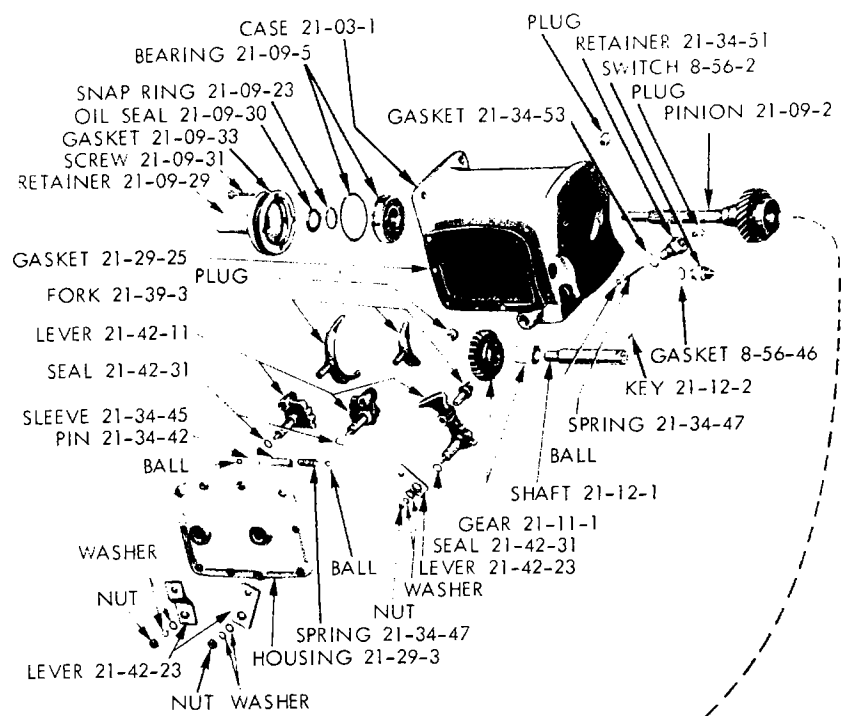 CASE 21-03-1
BEARING 21-09-5
SNAP RING 21-09-23
OIL SEAL 21-09-30
GASKET 21-09-33
SCREW 21-09-31
RETAINER 21-09-29
PLUG
RETAINER 21-34-51
SWITCH 8-56-2
PLUG
PINION 21-09-2
GASKET 21-34-53
GASKET 21-29-25
PLUG
FORK 21-39-3
LEVER 21-42-11
SEAL 21-42-31
SLEEVE 21-34-45
PIN 21-34-42
BALL
GASKET 8-56-46
KEY 21-12-2
SPRING 21-34-47
BALL
SHAFT 21-12-1
GEAR 21-11-1
SEAL 21-42-31
LEVER 21-42-23
WASHER
NUT
BALL
SPRING 21-34-47
HOUSING 21-29-3
WASHER
NUT
LEVER 21-42-23
NUT WASHER